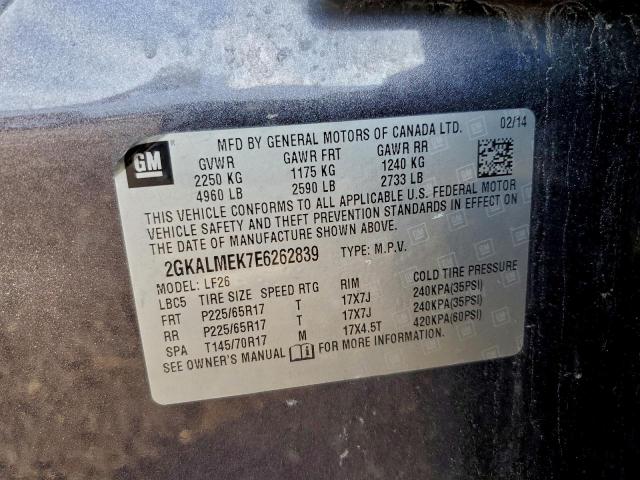 GM
MFD BY GENERAL MOTORS OF CANADA LTD. 02/14
GVWR GAWR FRT GAWR RR
2250 KG 1175 KG 1240 KG
4960 LB 2590 LB 2733 LB
THIS VEHICLE CONFORMS TO ALL APPLICABLE U.S. FEDERAL MOTOR
VEHICLE SAFETY AND THEFT PREVENTION STANDARDS IN EFFECT ON
THE DATE OF MANUFACTURE SHOWN ABOVE.
2GKALMEK7E6262839 TYPE: M.P.V.
MODEL: LF26
LBC5 TIRE SIZE SPEED RTG RIM COLD TIRE PRESSURE
FRT P225/65R17 T 17X7J 240KPA(35PSI)
RR P225/65R17 T 17X7J 240KPA(35PSI)
SPA T145/70R17 M 17X4.5T 420KPA(60PSI)
SEE OWNER'S MANUAL FOR MORE INFORMATION.